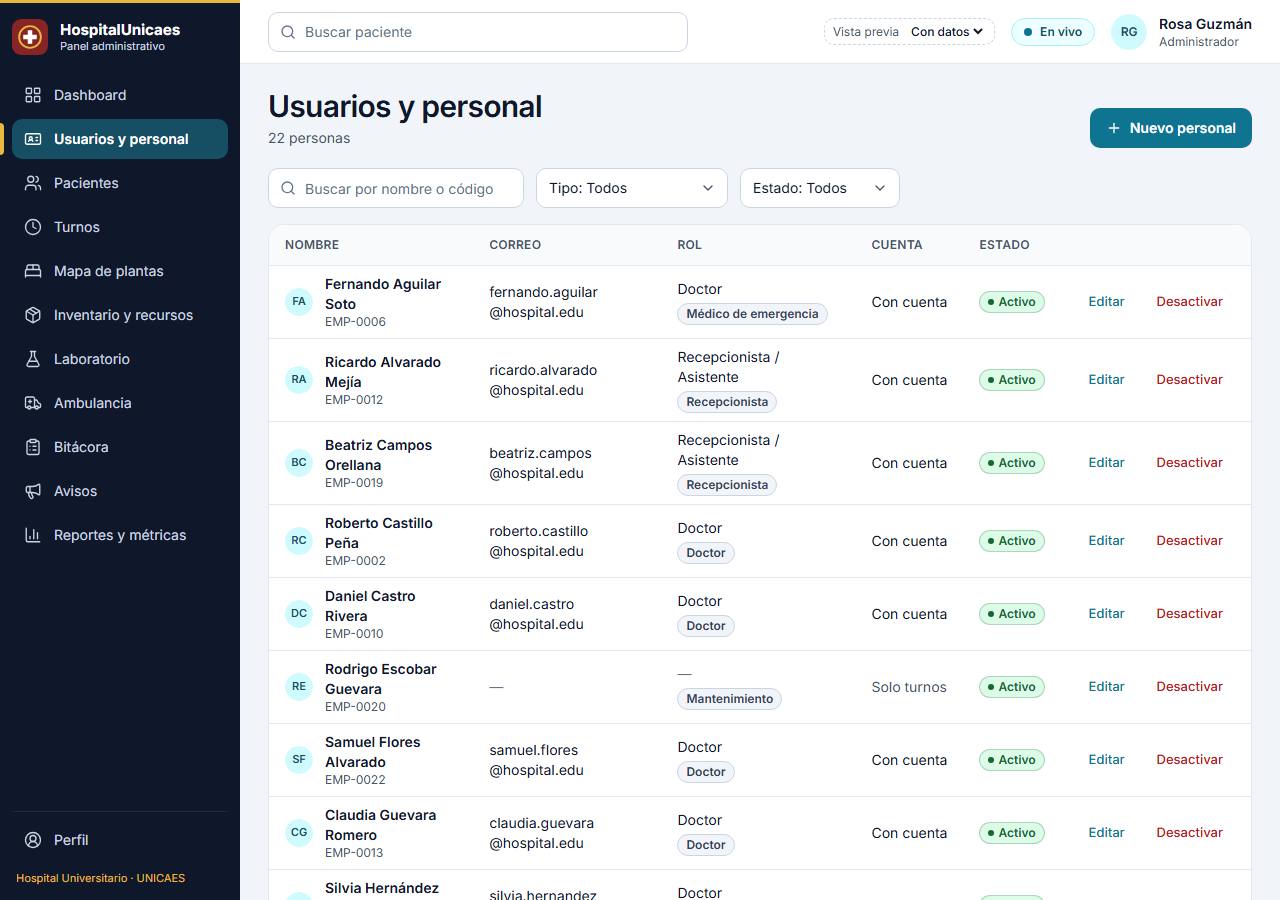 HospitalUnicaes
Panel administrativo
Dashboard
Usuarios y personal
Pacientes
Turnos
Mapa de plantas
Inventario y recursos
Laboratorio
Ambulancia
Bitácora
Avisos
Reportes y métricas
Perfil
Hospital Universitario · UNICAES
Buscar paciente
Vista previa Con datos
En vivo
RG
Rosa Guzmán
Administrador
Usuarios y personal
22 personas
+ Nuevo personal
Buscar por nombre o código
Tipo: Todos
Estado: Todos
NOMBRE CORREO ROL CUENTA ESTADO
FA
Fernando Aguilar
Soto
EMP-0006
fernando.aguilar
@hospital.edu
Doctor
Médico de emergencia
Con cuenta
Activo
Editar
Desactivar
RA
Ricardo Alvarado
Mejía
EMP-0012
ricardo.alvarado
@hospital.edu
Recepcionista /
Asistente
Recepcionista
Con cuenta
Activo
Editar
Desactivar
BC
Beatriz Campos
Orellana
EMP-0019
beatriz.campos
@hospital.edu
Recepcionista /
Asistente
Recepcionista
Con cuenta
Activo
Editar
Desactivar
RC
Roberto Castillo
Peña
EMP-0002
roberto.castillo
@hospital.edu
Doctor
Doctor
Con cuenta
Activo
Editar
Desactivar
DC
Daniel Castro
Rivera
EMP-0010
daniel.castro
@hospital.edu
Doctor
Doctor
Con cuenta
Activo
Editar
Desactivar
RE
Rodrigo Escobar
Guevara
EMP-0020
—
—
Mantenimiento
Solo turnos
Activo
Editar
Desactivar
SF
Samuel Flores
Alvarado
EMP-0022
samuel.flores
@hospital.edu
Doctor
Doctor
Con cuenta
Activo
Editar
Desactivar
CG
Claudia Guevara
Romero
EMP-0013
claudia.guevara
@hospital.edu
Doctor
Doctor
Con cuenta
Activo
Editar
Desactivar
Silvia Hernández
silvia.hernandez
Doctor